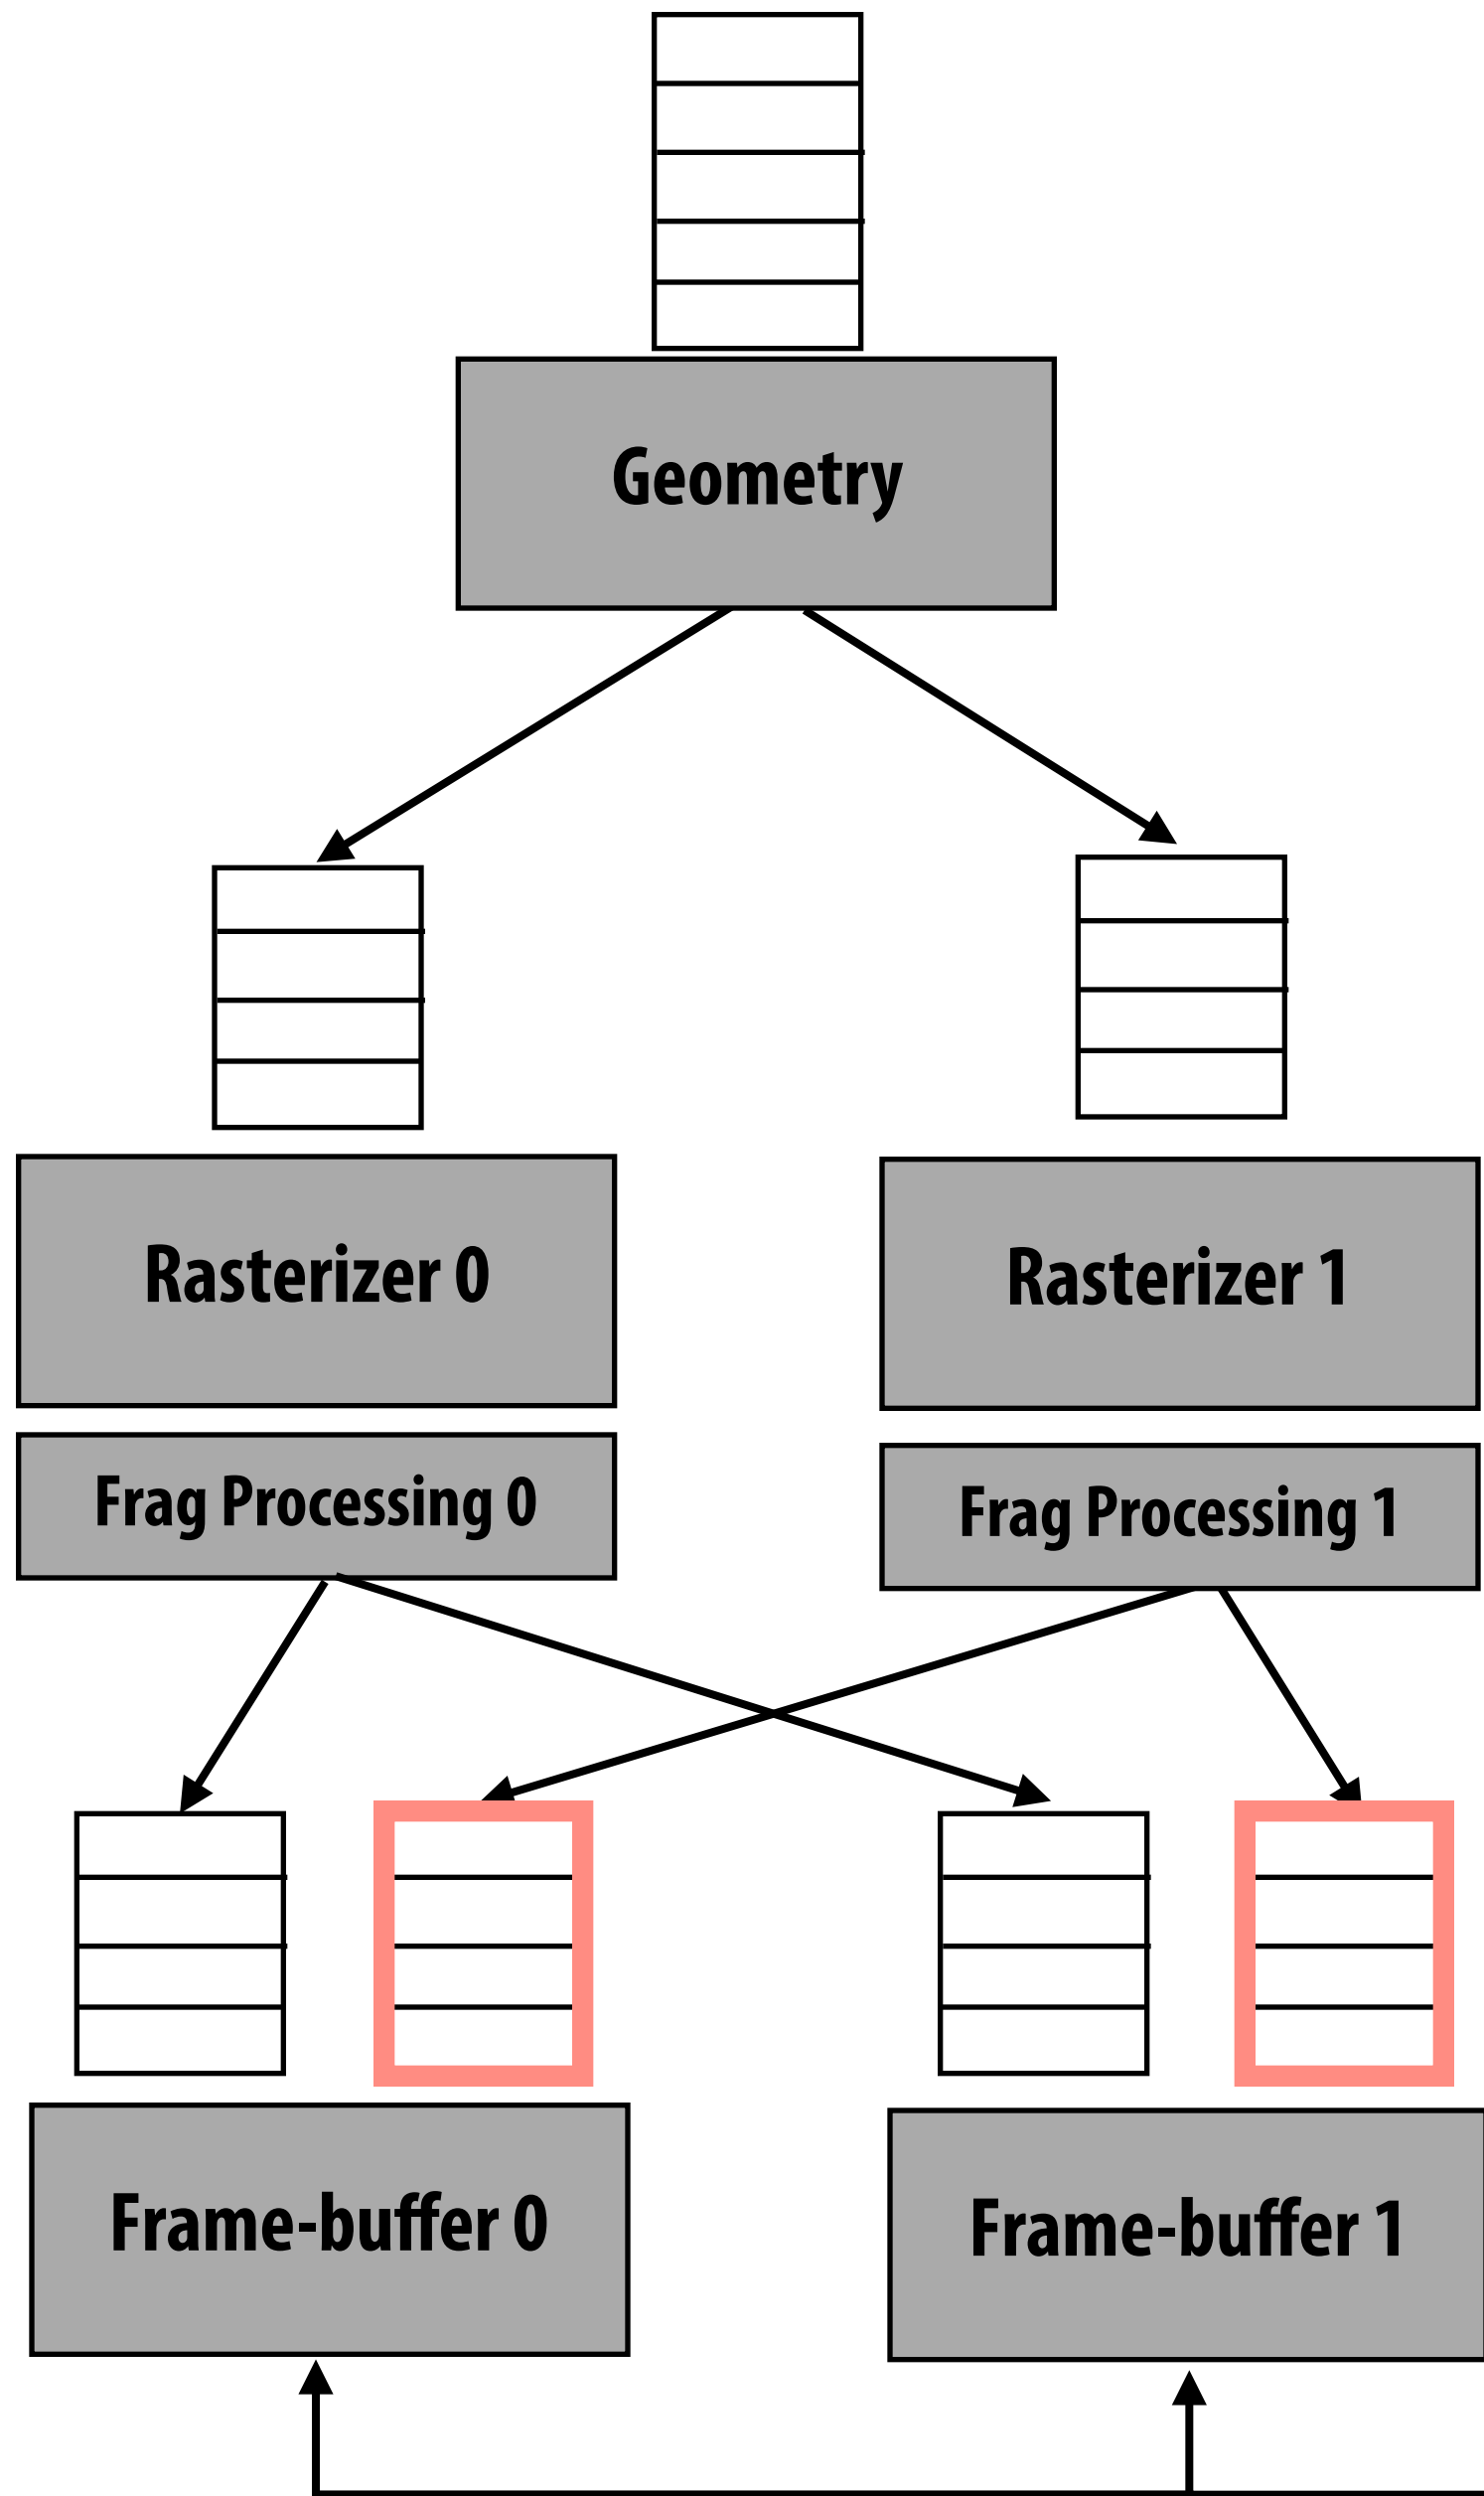 Geometry
Rasterizer 0
Rasterizer 1
Frag Processing 0
Frag Processing 1
Frame-buffer 0
Frame-buffer 1